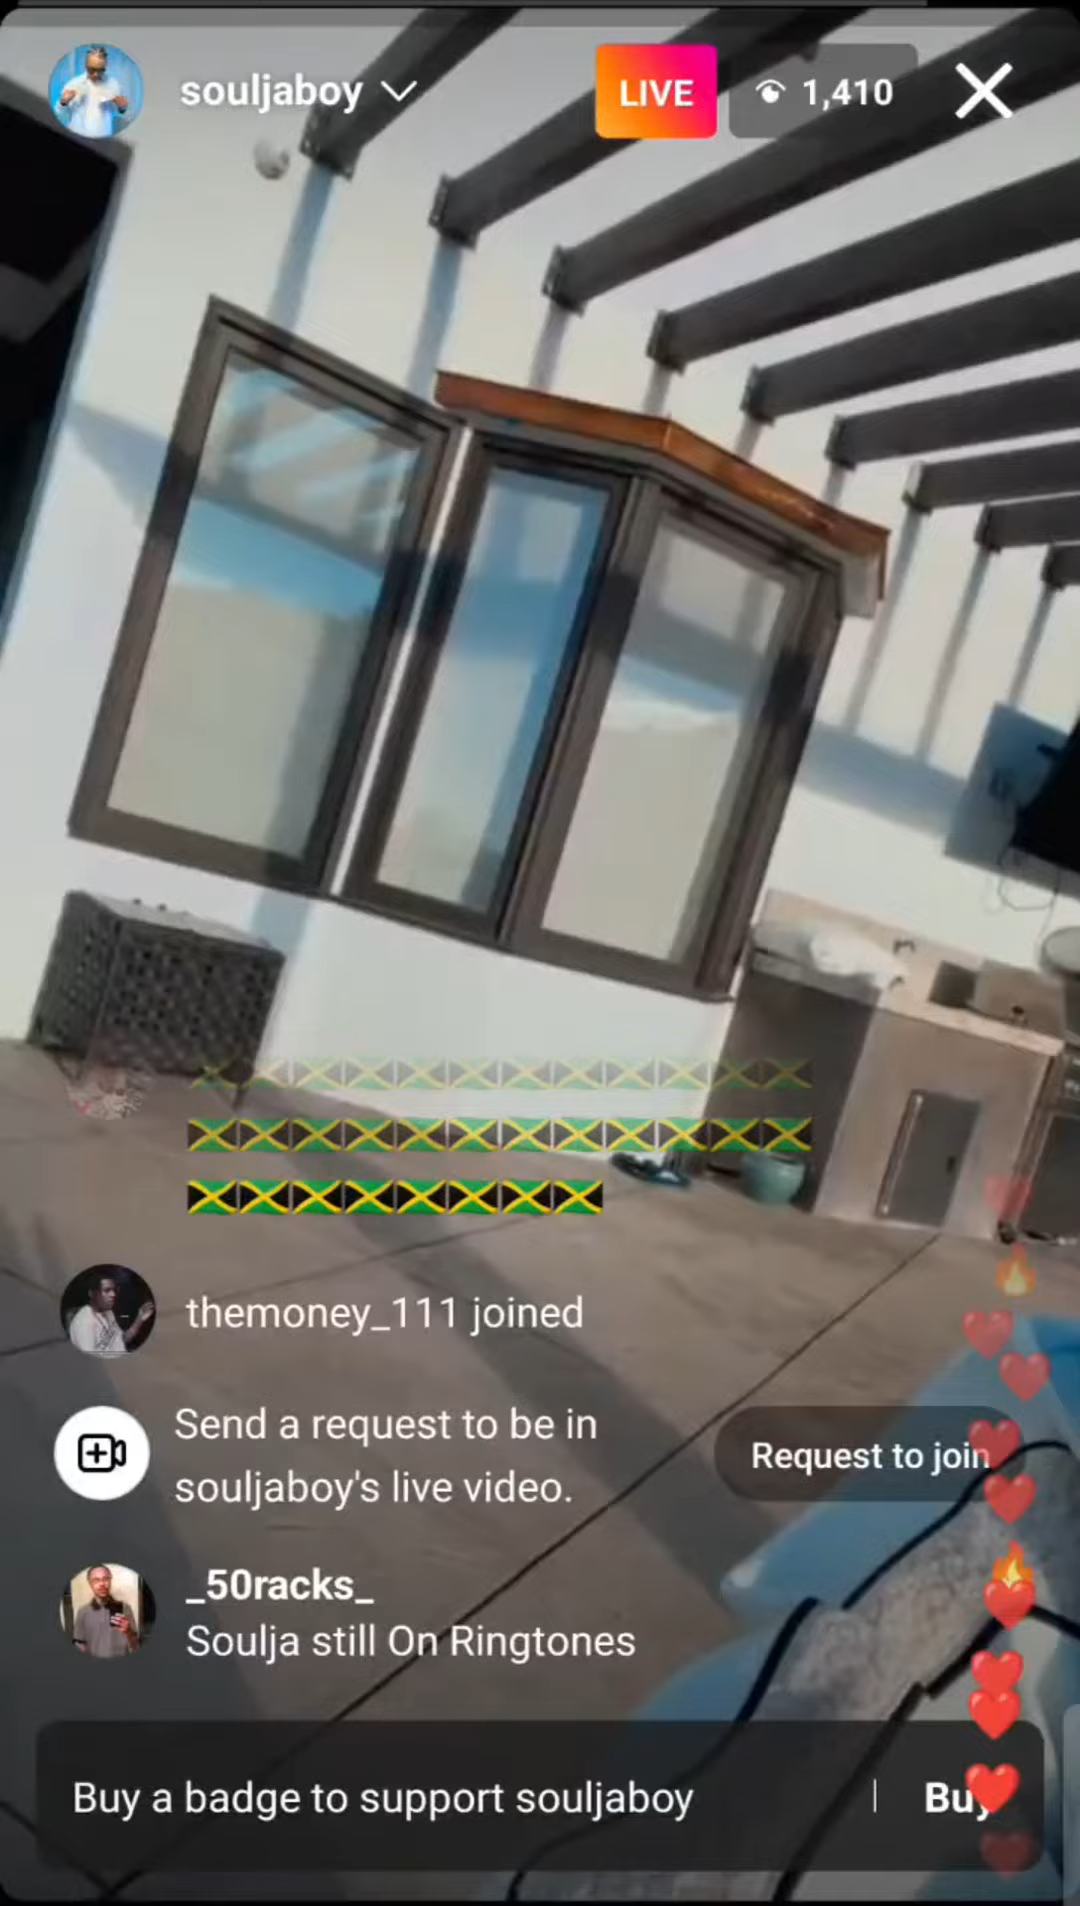 souljaboy
LIVE
1,410
themoney_111 joined
Send a request to be in
souljaboy's live video.
Request to join
_50racks_
Soulja still On Ringtones
Buy a badge to support souljaboy
Buy